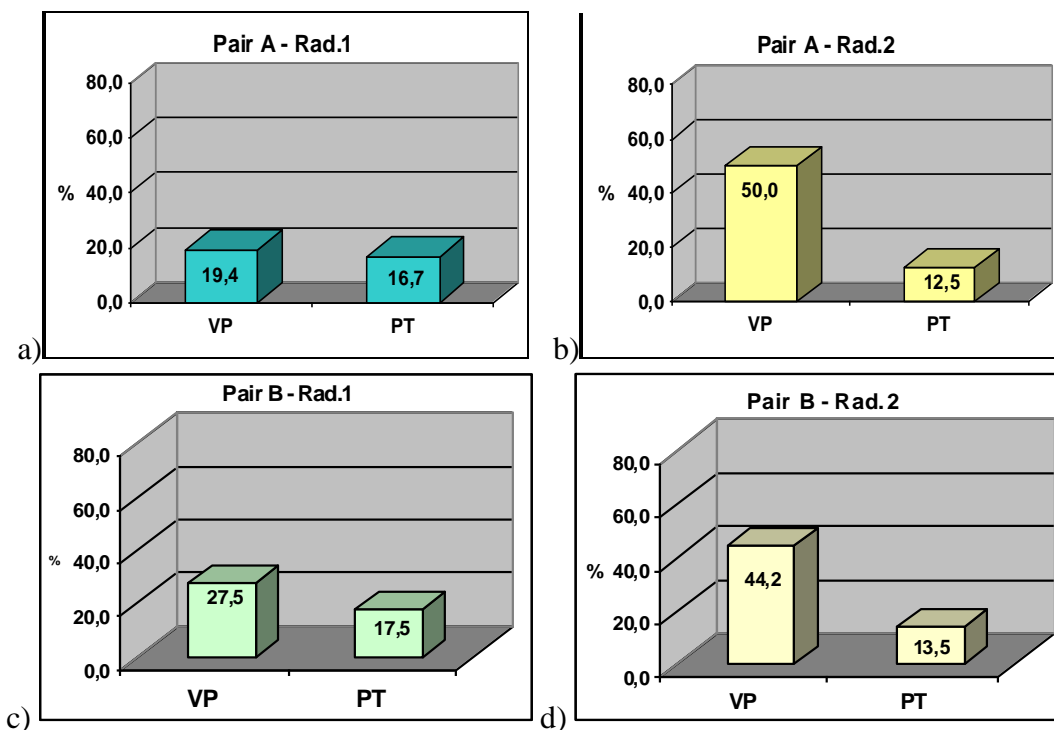 Pair A - Rad.1
80,0
60,0
% 40,0
20,0
0,0
19,4
16,7
VP PT
a)
Pair A - Rad.2
80,0
60,0
% 40,0
20,0
0,0
50,0
12,5
VP PT
b)
Pair B - Rad.1
80,0
60,0
% 40,0
20,0
0,0
27,5
17,5
VP PT
c)
Pair B - Rad.2
80,0
60,0
% 40,0
20,0
0,0
44,2
13,5
VP PT
d)